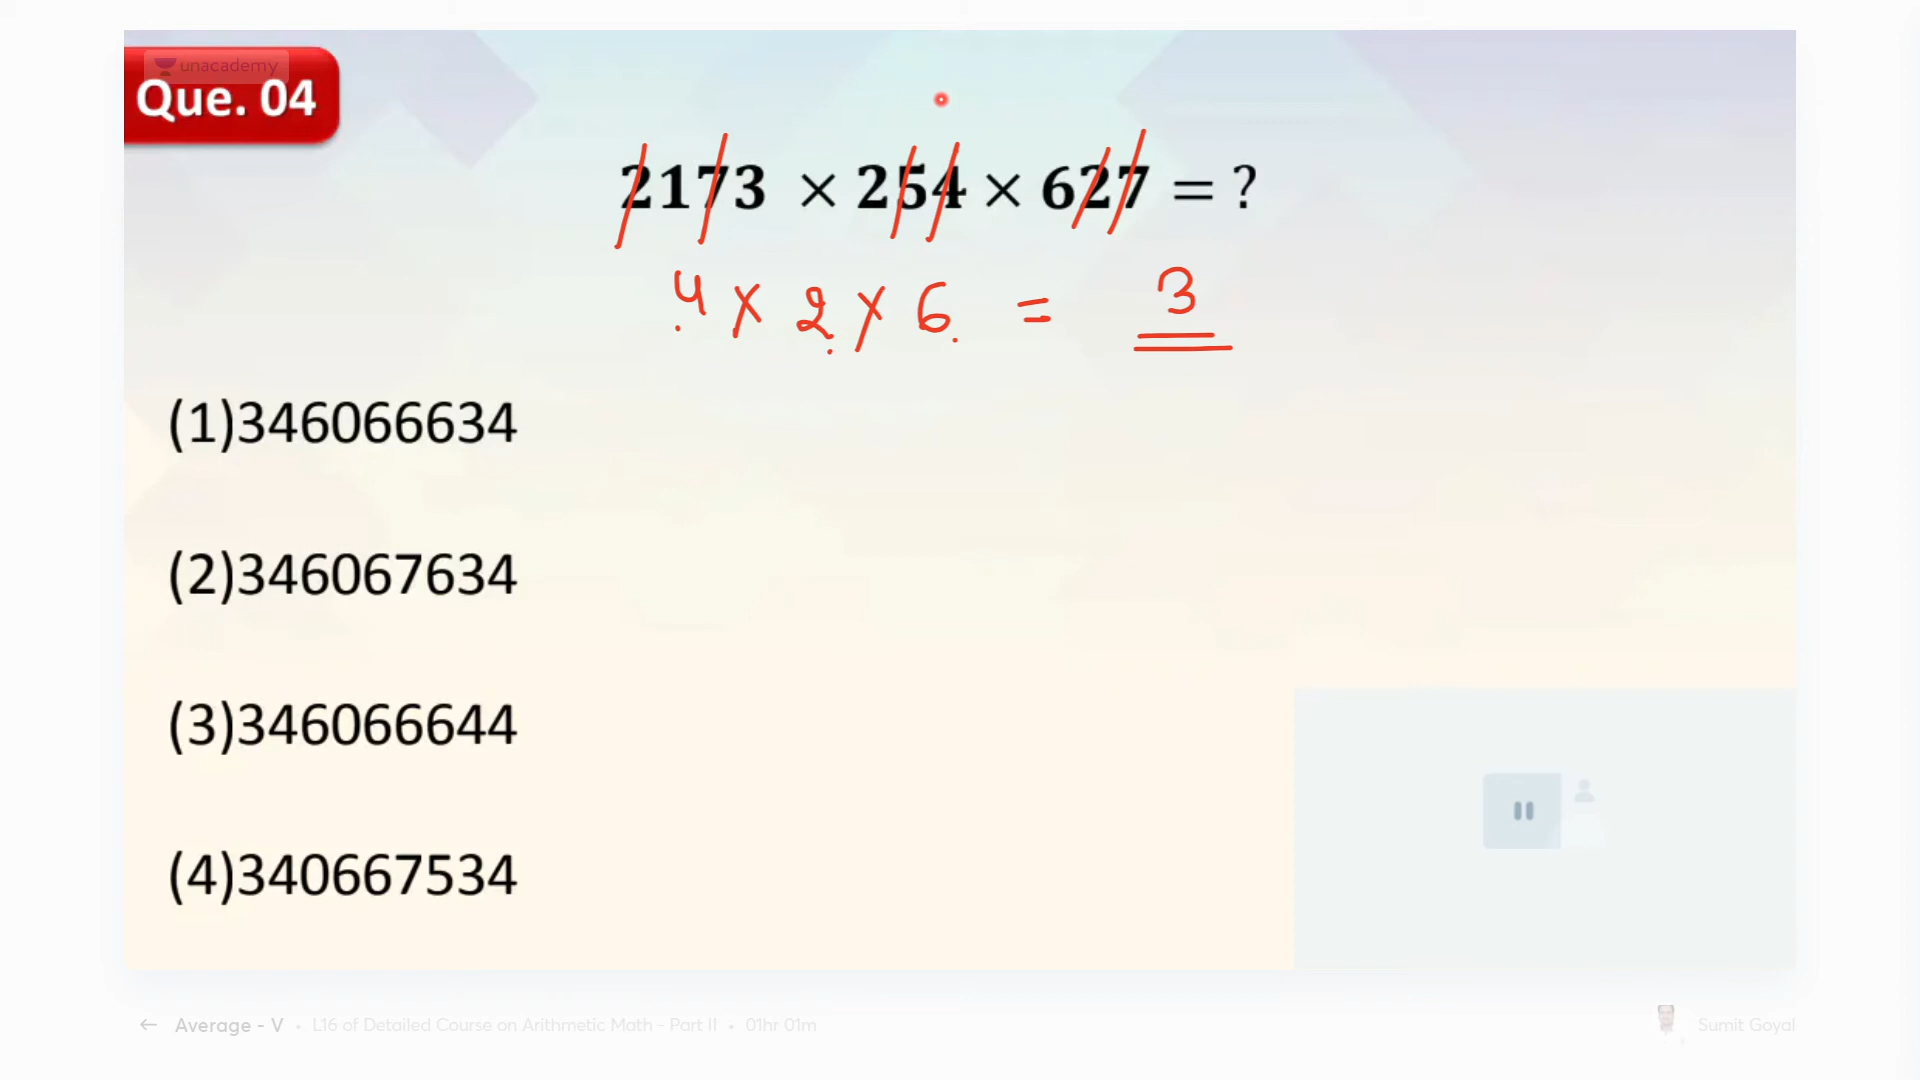 unacademy
Que. 04
2173 × 254 × 627 = ?
4 × 2 × 6 = 3
(1)346066634
(2)346067634
(3)346066644
(4)340667534
← Average - V • L16 of Detailed Course on Arithmetic Math - Part II • 01hr 01m
Sumit Goyal